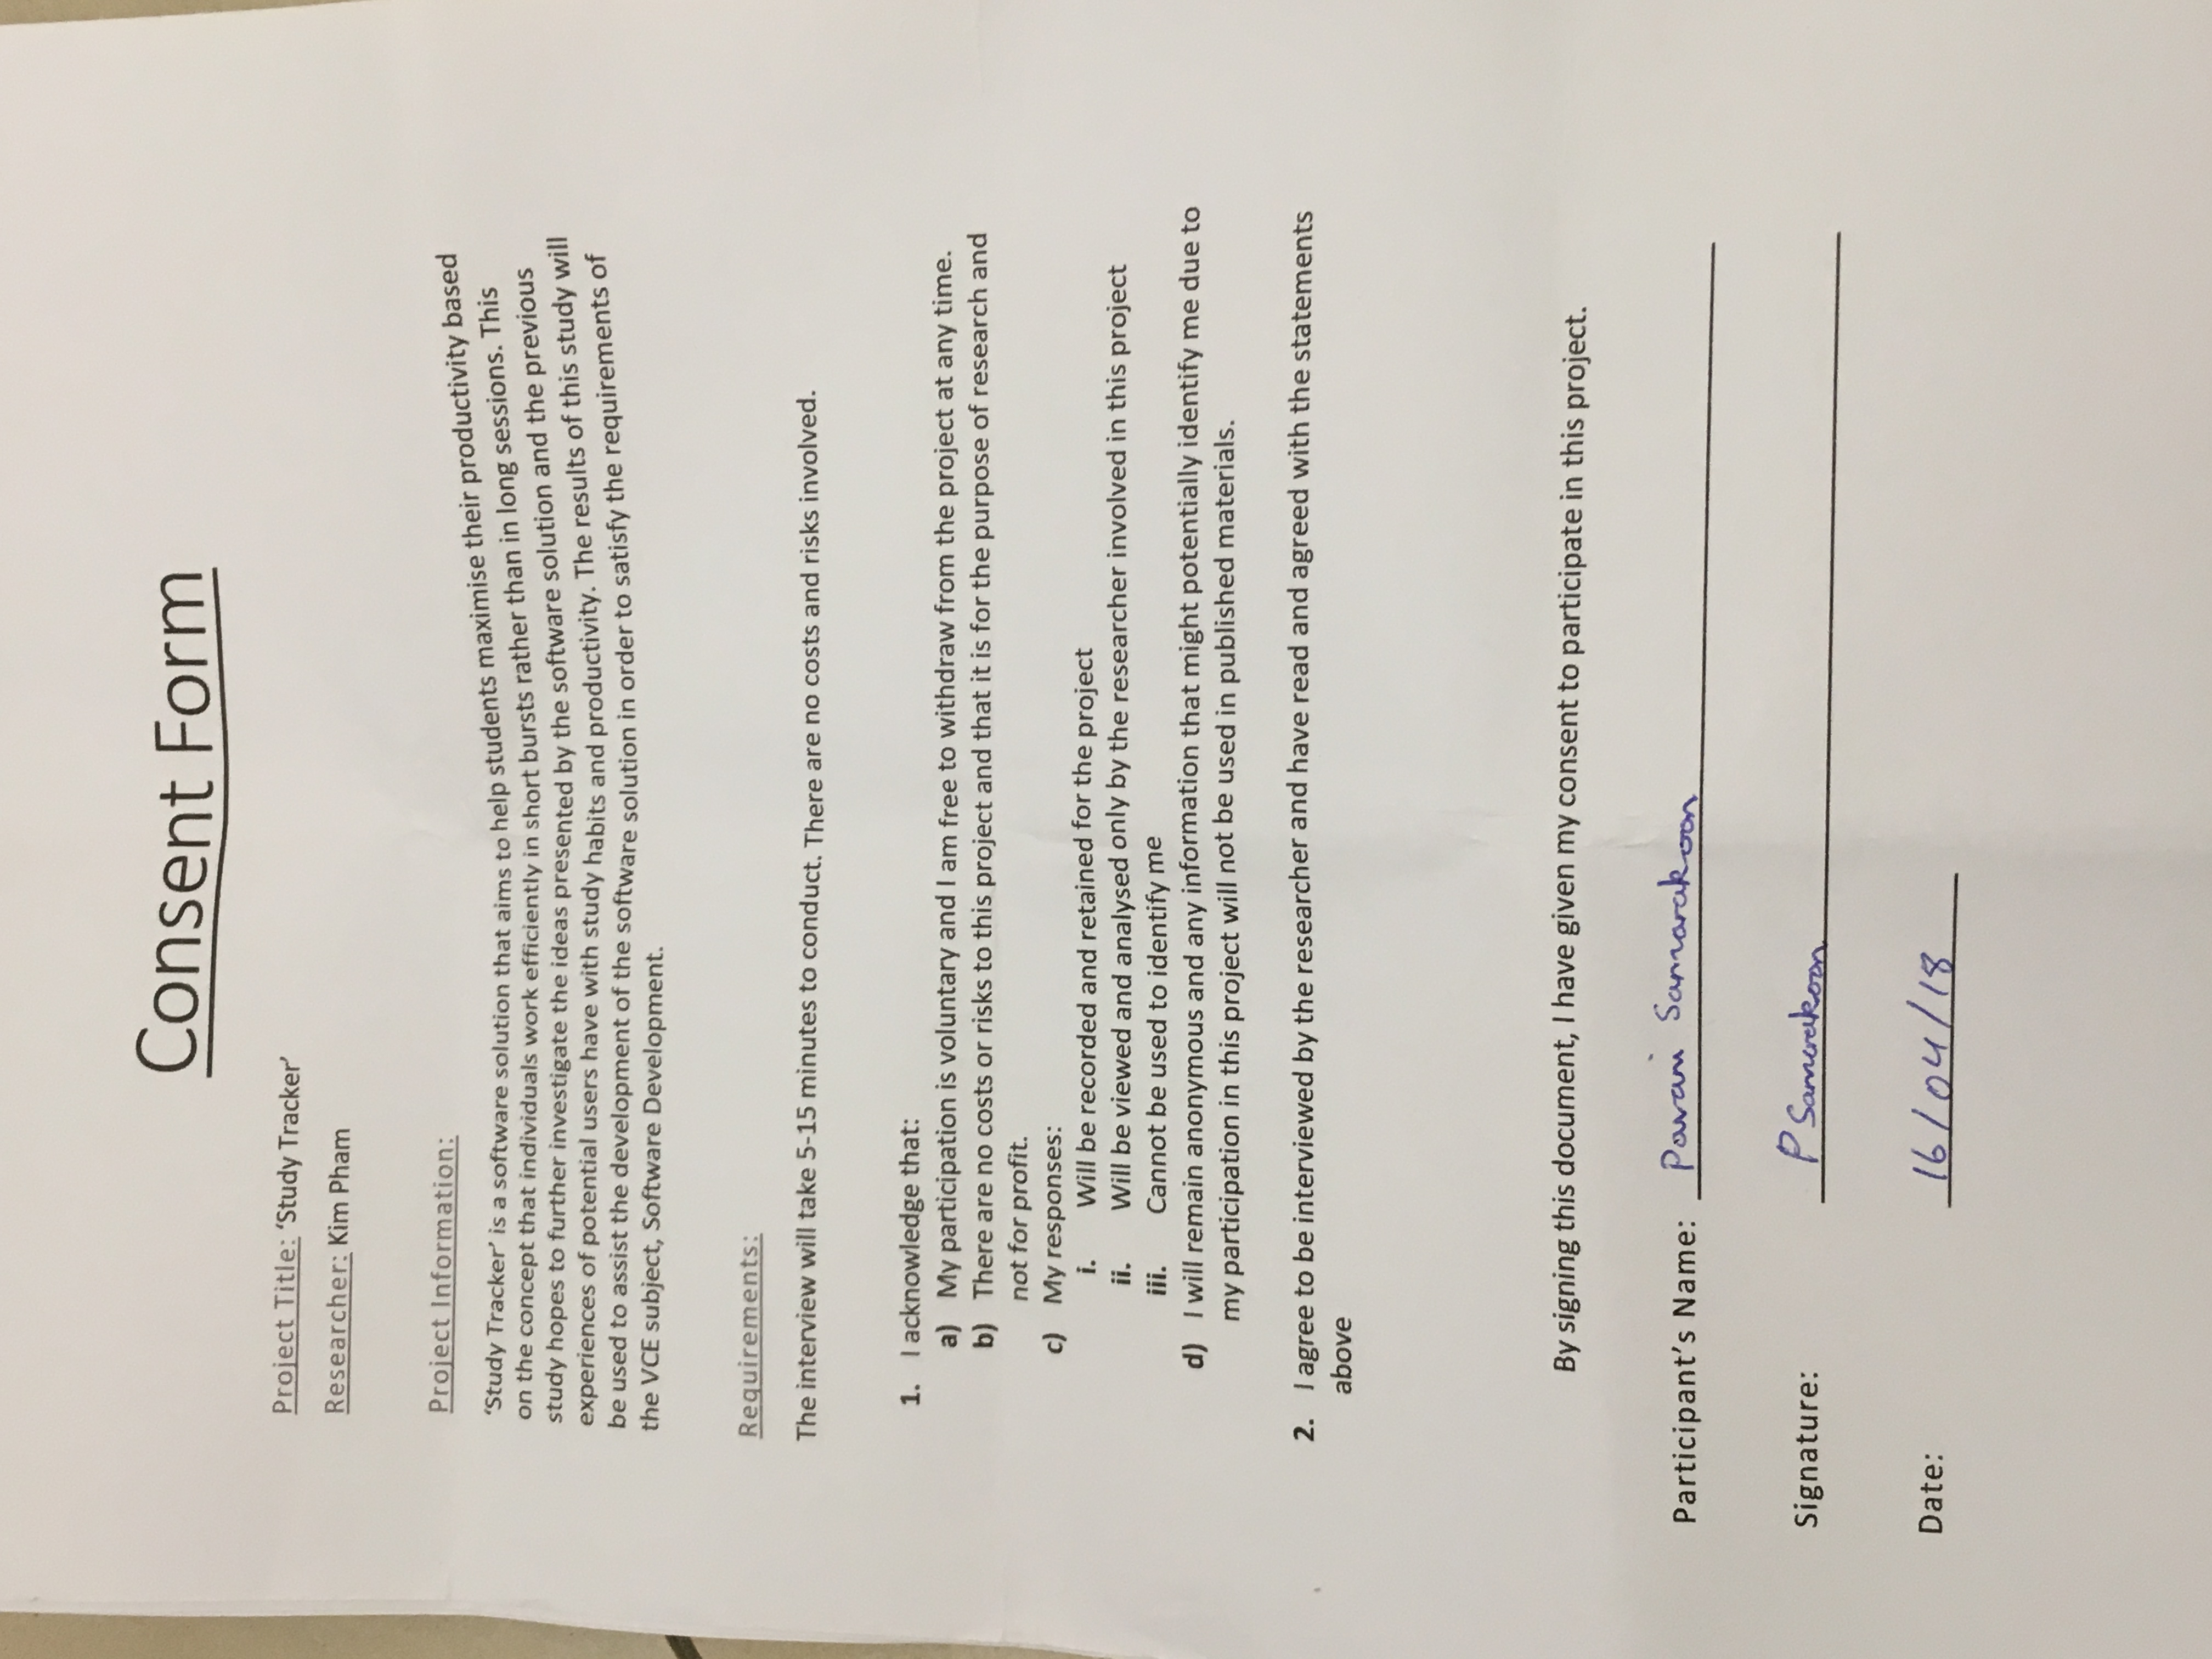 Consent Form
Project Title: ‘Study Tracker’
Researcher: Kim Pham
Project Information:
‘Study Tracker’ is a software solution that aims to help students maximise their productivity based
on the concept that individuals work efficiently in short bursts rather than in long sessions. This
study hopes to further investigate the ideas presented by the software solution and the previous
experiences of potential users have with study habits and productivity. The results of this study will
be used to assist the development of the software solution in order to satisfy the requirements of
the VCE subject, Software Development.
Requirements:
The interview will take 5-15 minutes to conduct. There are no costs and risks involved.
1. I acknowledge that:
a) My participation is voluntary and I am free to withdraw from the project at any time.
b) There are no costs or risks to this project and that it is for the purpose of research and
not for profit.
c) My responses:
i. Will be recorded and retained for the project
ii. Will be viewed and analysed only by the researcher involved in this project
iii. Cannot be used to identify me
d) I will remain anonymous and any information that might potentially identify me due to
my participation in this project will not be used in published materials.
2. I agree to be interviewed by the researcher and have read and agreed with the statements
above
By signing this document, I have given my consent to participate in this project.
Participant’s Name: Pavani Samarakoon
Signature: P Samarakoon
Date: 16/04/18